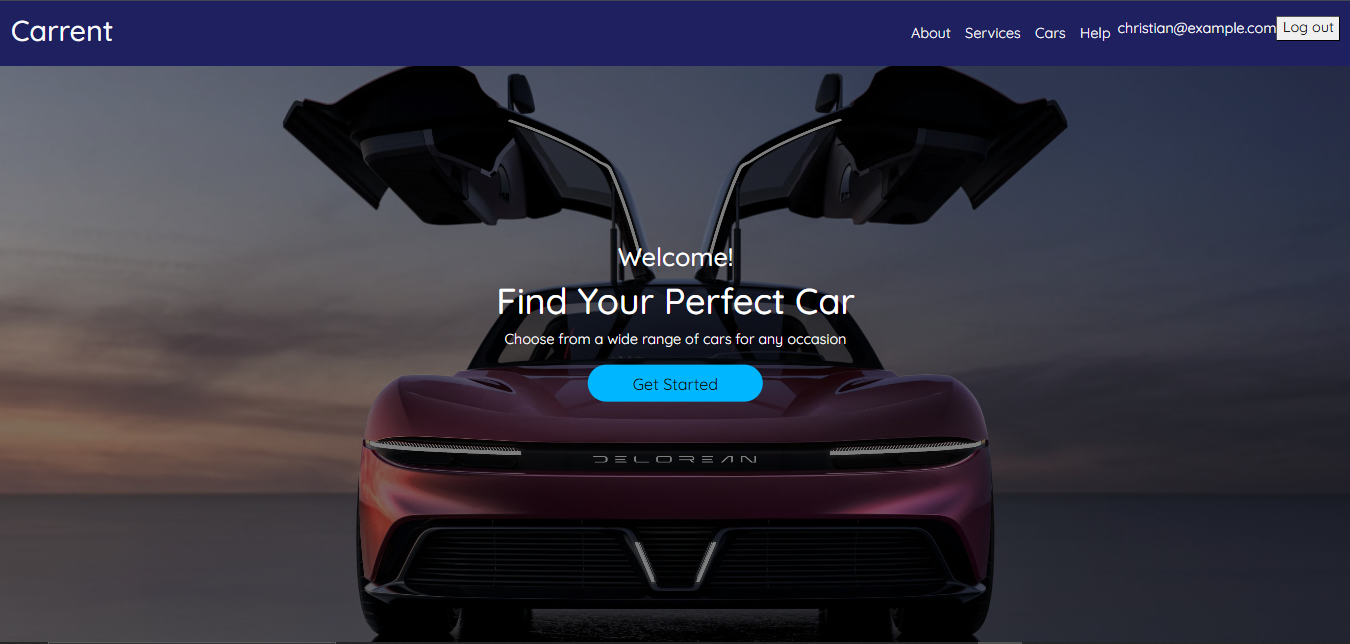 Carrent
About Services Cars Help christian@example.com Log out
Welcome!
Find Your Perfect Car
Choose from a wide range of cars for any occasion
Get Started
DELOREAN